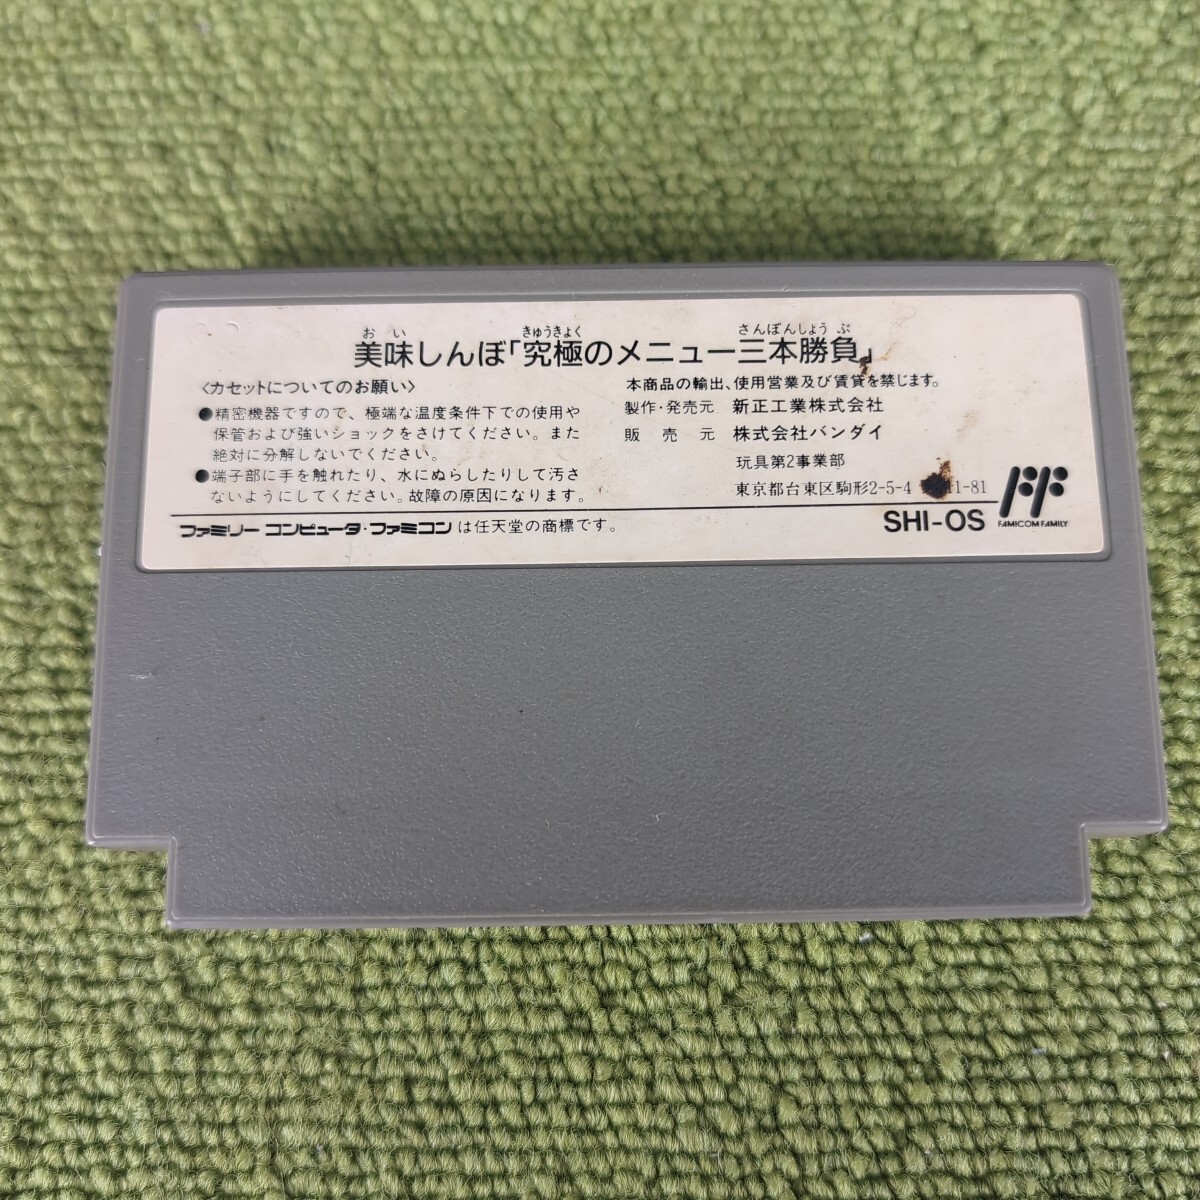 おい きゅうきょく さんぼんしょうぶ
美味しんぼ「究極のメニュー三本勝負」
〈カセットについてのお願い〉
●精密機器ですので、極端な温度条件下での使用や
保管および強いショックをさけてください。また
絶対に分解しないでください。
●端子部に手を触れたり、水にぬらしたりして汚さ
ないようにしてください。故障の原因になります。
本商品の輸出、使用営業及び賃貸を禁じます。
製作・発売元 新正工業株式会社
販売元 株式会社バンダイ
玩具第2事業部
東京都台東区駒形2-5-4 11-81
ファミリーコンピュータ・ファミコンは任天堂の商標です。
SHI-OS
FAMICOM FAMILY